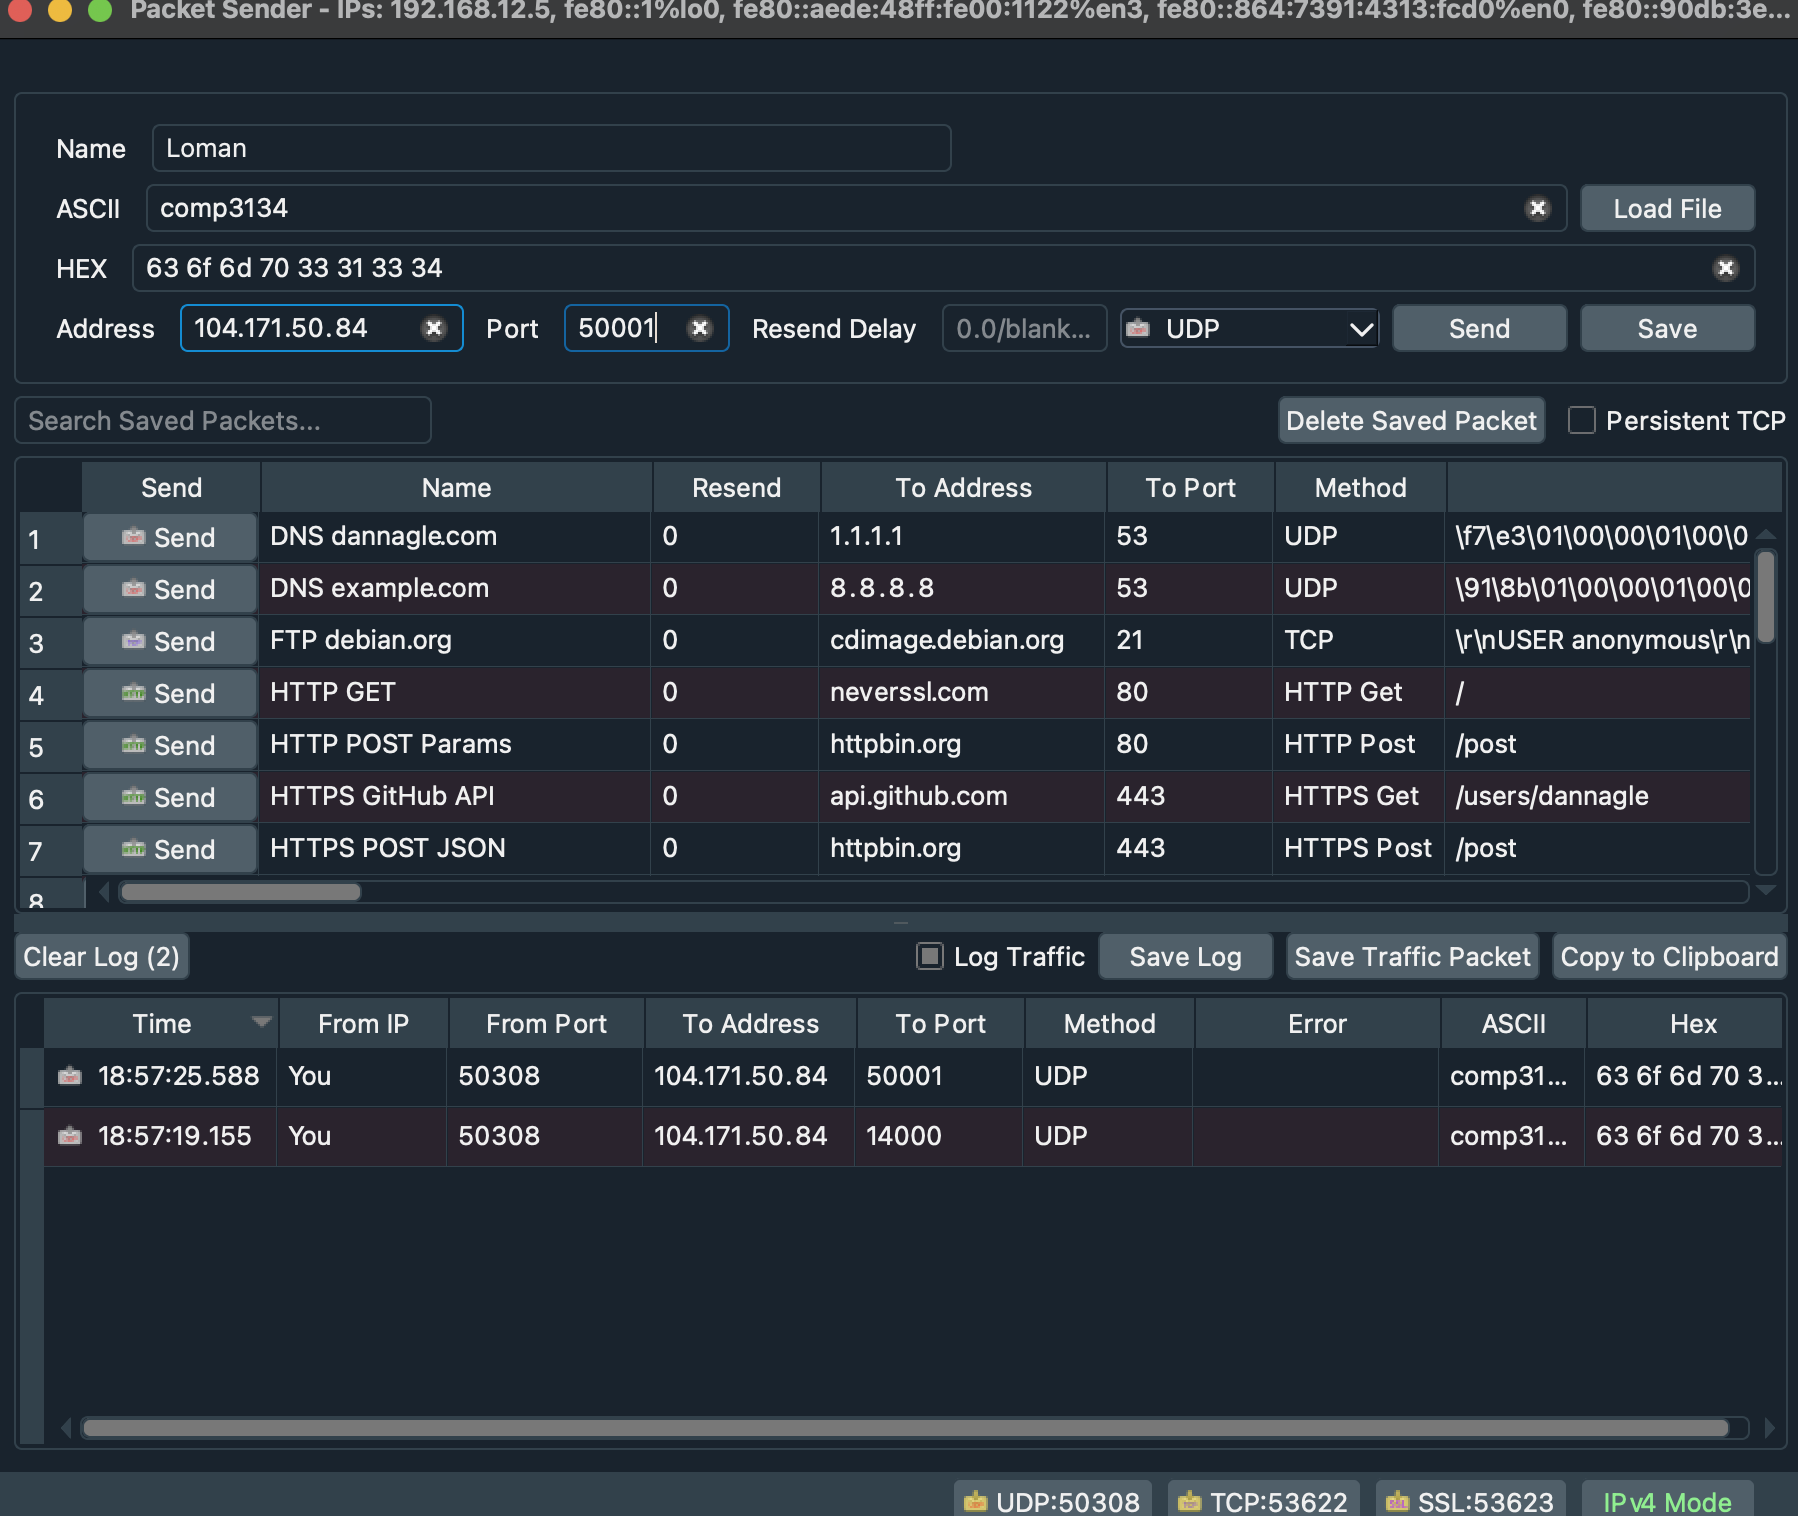 Packet Sender - IPs: 192.168.12.5, fe80::1%lo0, fe80::aede:48ff:fe00:1122%en3, fe80::864:7391:4313:fcd0%en0, fe80::90db:3e...
Name Loman
ASCII comp3134 Load File
HEX 63 6f 6d 70 33 31 33 34
Address 104.171.50.84 Port 50001 Resend Delay 0.0/blank... UDP Send Save
Search Saved Packets... Delete Saved Packet Persistent TCP
Send Name Resend To Address To Port Method
1 Send DNS dannagle.com 0 1.1.1.1 53 UDP \f7\e3\01\00\00\01\00\0
2 Send DNS example.com 0 8.8.8.8 53 UDP \91\8b\01\00\00\01\00\0
3 Send FTP debian.org 0 cdimage.debian.org 21 TCP \r\nUSER anonymous\r\n
4 Send HTTP GET 0 neverssl.com 80 HTTP Get /
5 Send HTTP POST Params 0 httpbin.org 80 HTTP Post /post
6 Send HTTPS GitHub API 0 api.github.com 443 HTTPS Get /users/dannagle
7 Send HTTPS POST JSON 0 httpbin.org 443 HTTPS Post /post
8
Clear Log (2) Log Traffic Save Log Save Traffic Packet Copy to Clipboard
Time From IP From Port To Address To Port Method Error ASCII Hex
18:57:25.588 You 50308 104.171.50.84 50001 UDP comp31... 63 6f 6d 70 3...
18:57:19.155 You 50308 104.171.50.84 14000 UDP comp31... 63 6f 6d 70 3...
UDP:50308 TCP:53622 SSL:53623 IPv4 Mode